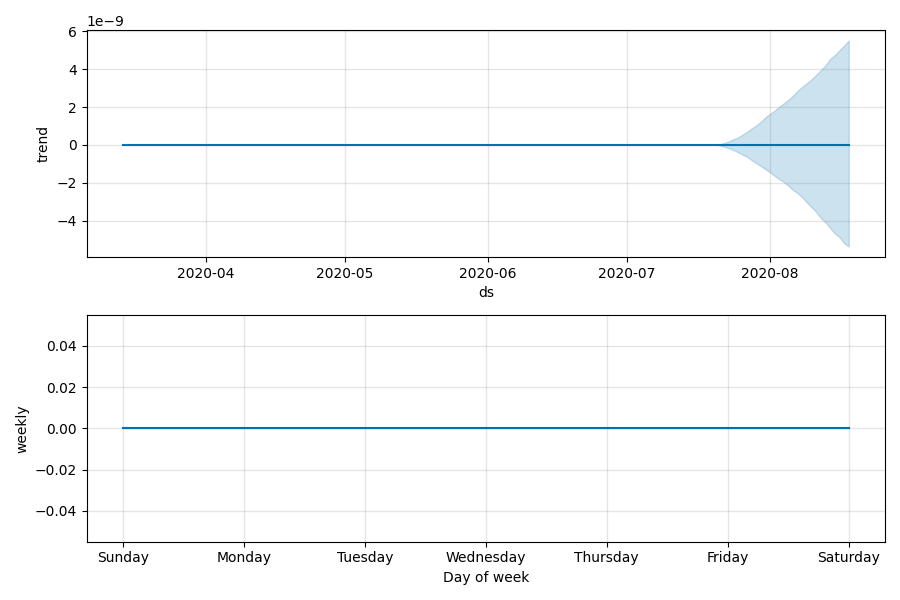 1e−9
6
4
2
0
−2
−4
trend
2020-04 2020-05 2020-06 2020-07 2020-08
ds
0.04
0.02
0.00
−0.02
−0.04
weekly
Sunday Monday Tuesday Wednesday Thursday Friday Saturday
Day of week